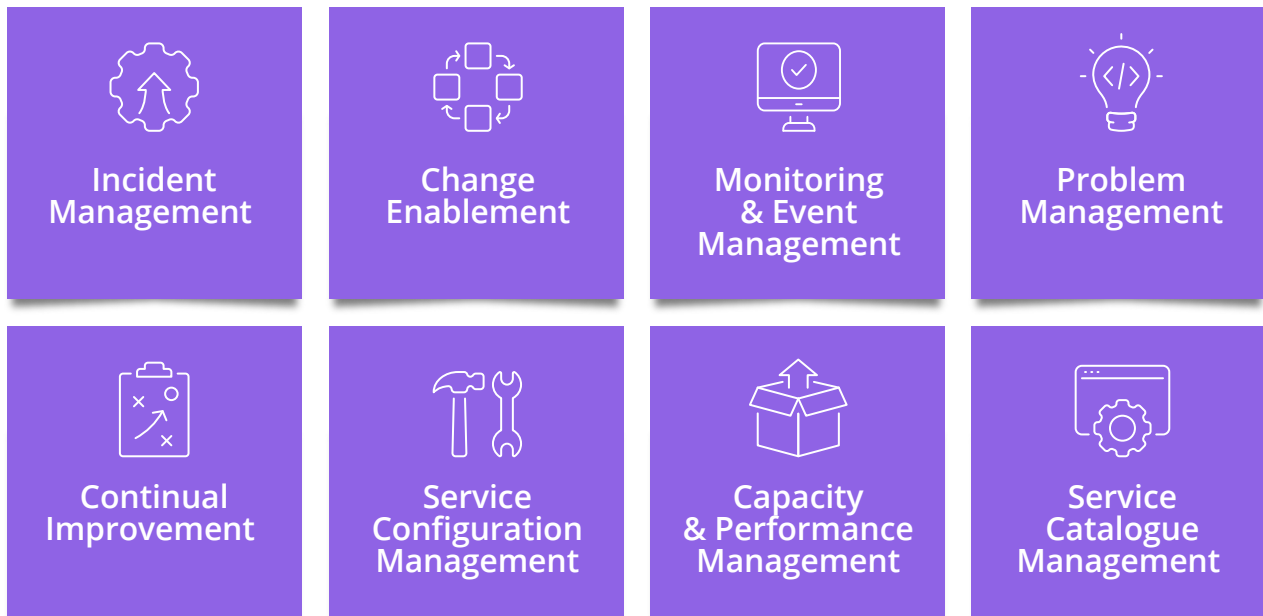 Incident
Management
Change
Enablement
Monitoring
& Event
Management
Problem
Management
Continual
Improvement
Service
Configuration
Management
Capacity
& Performance
Management
Service
Catalogue
Management